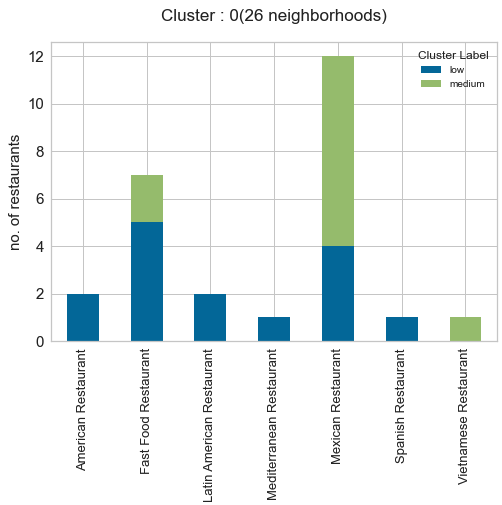 Cluster : 0(26 neighborhoods)
Cluster Label
low
medium
no. of restaurants
12
10
8
6
4
2
0
American Restaurant
Fast Food Restaurant
Latin American Restaurant
Mediterranean Restaurant
Mexican Restaurant
Spanish Restaurant
Vietnamese Restaurant